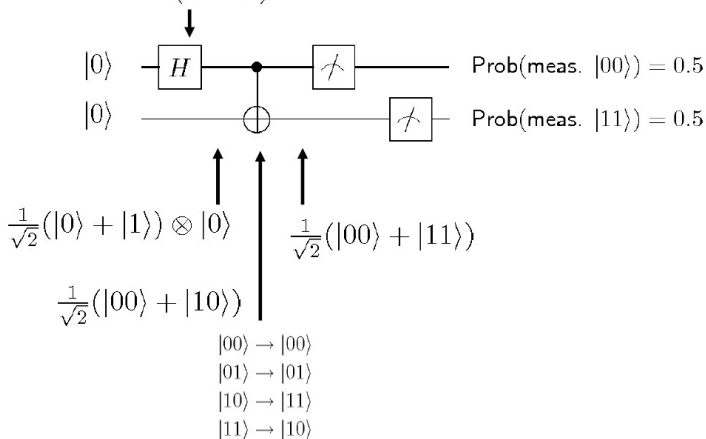 |0⟩ H Prob(meas. |00⟩) = 0.5
|0⟩ Prob(meas. |11⟩) = 0.5
1/√2(|0⟩ + |1⟩) ⊗ |0⟩
1/√2(|00⟩ + |11⟩)
1/√2(|00⟩ + |10⟩)
|00⟩ → |00⟩
|01⟩ → |01⟩
|10⟩ → |11⟩
|11⟩ → |10⟩